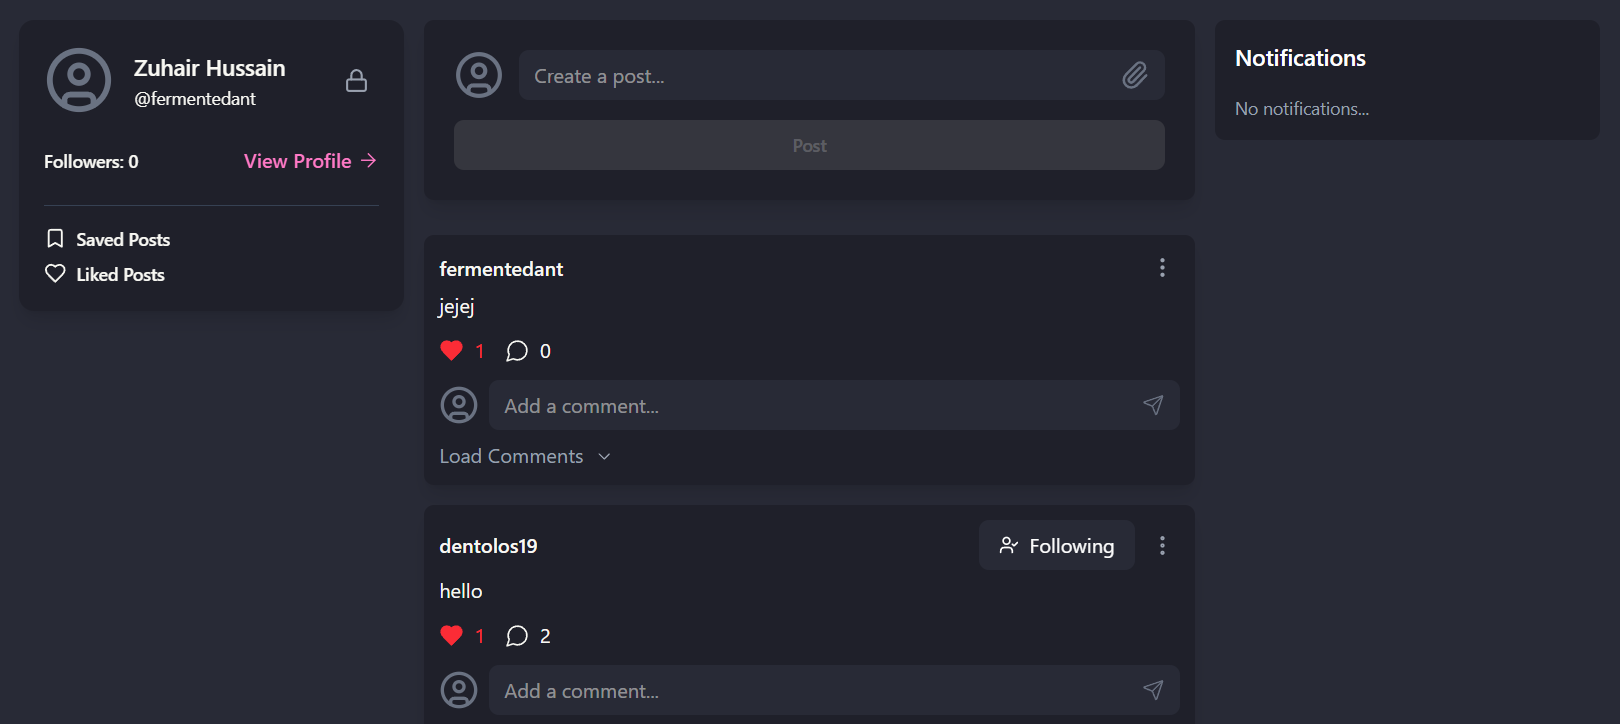 Zuhair Hussain
@fermentedant
Followers: 0
View Profile →
Saved Posts
Liked Posts
Create a post...
Post
fermentedant
jejej
1 0
Add a comment...
Load Comments
dentolos19
Following
hello
1 2
Add a comment...
Notifications
No notifications...